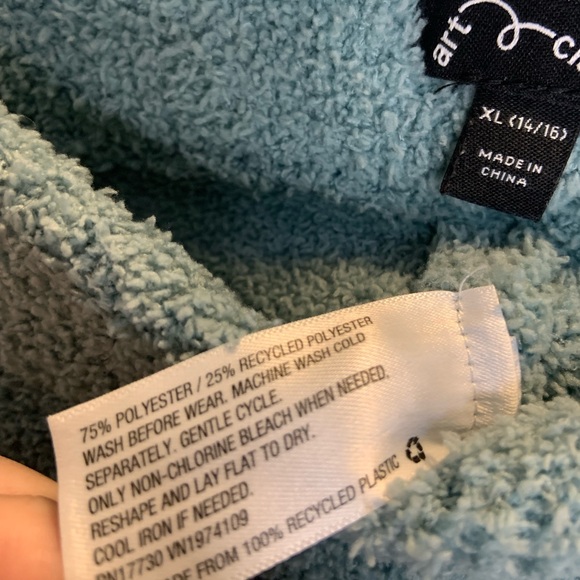 art
XL (14/16)
MADE IN
CHINA
75% POLYESTER / 25% RECYCLED POLYESTER
WASH BEFORE WEAR. MACHINE WASH COLD
SEPARATELY. GENTLE CYCLE.
ONLY NON-CHLORINE BLEACH WHEN NEEDED.
RESHAPE AND LAY FLAT TO DRY.
COOL IRON IF NEEDED.
RN17730 VN1974109
MADE FROM 100% RECYCLED PLASTIC